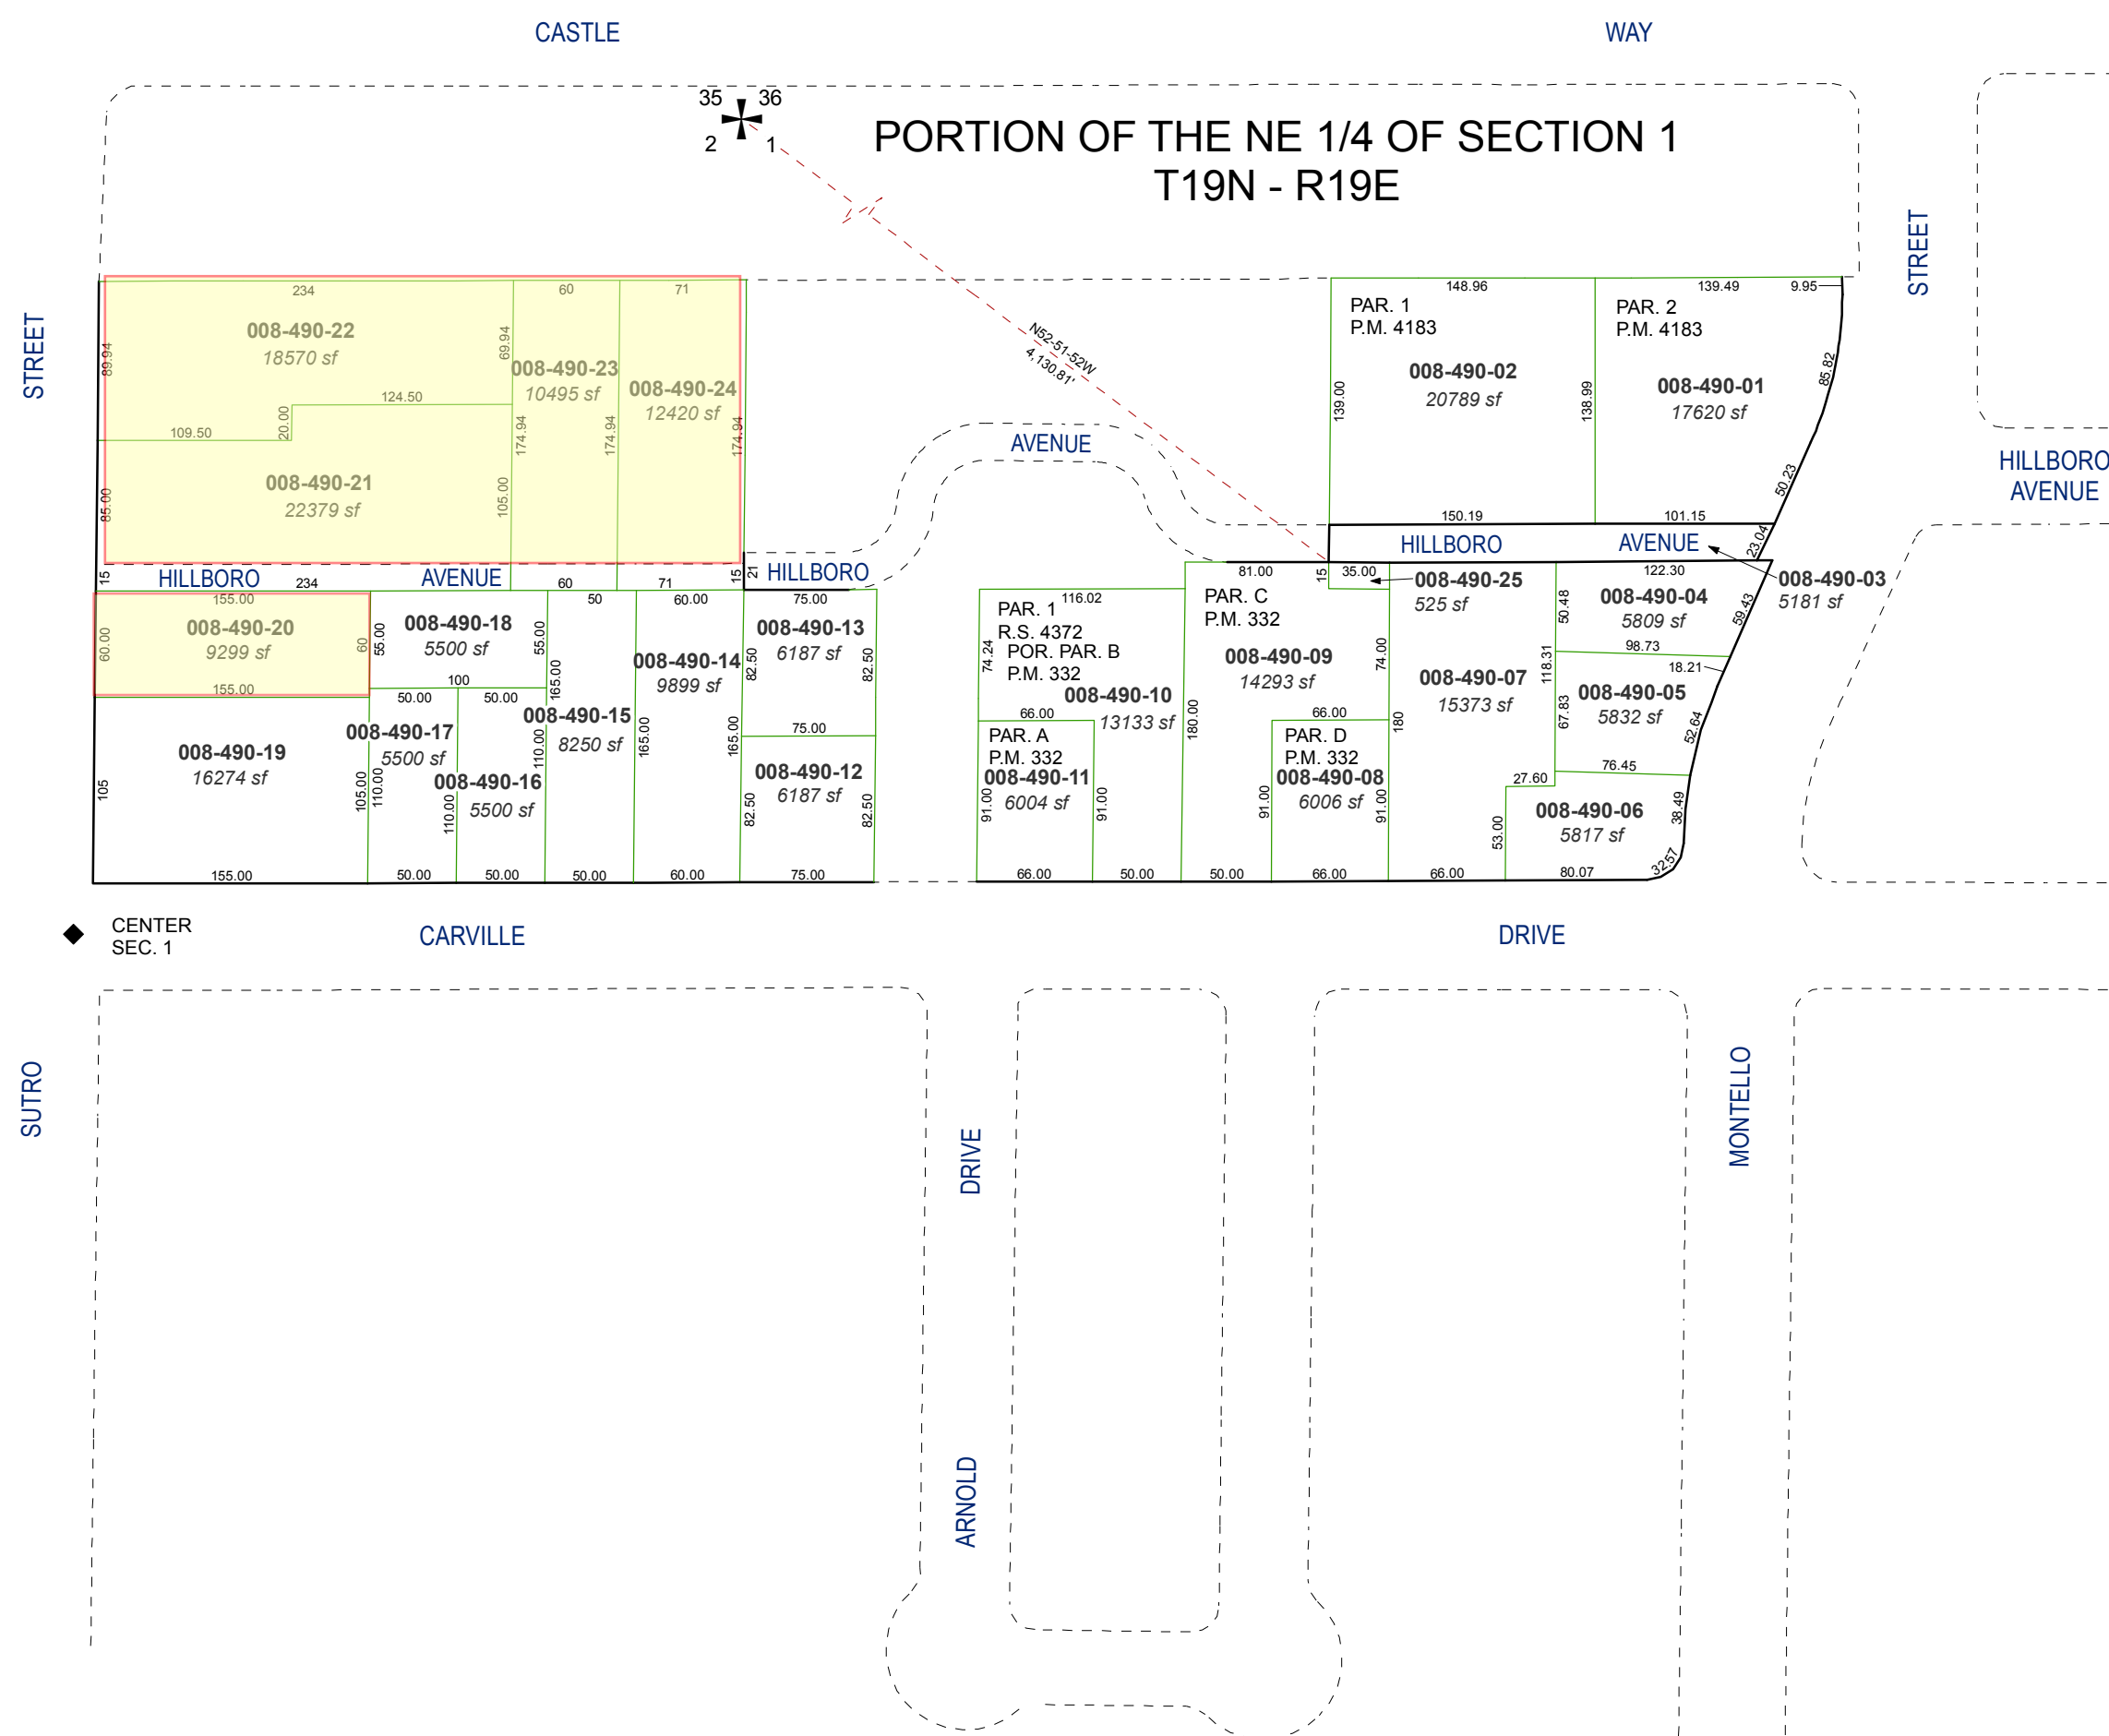 CASTLE
WAY
35
36
2
1
PORTION OF THE NE 1/4 OF SECTION 1
T19N - R19E
STREET
STREET
234
60
71
89.94
008-490-22
18570 sf
69.94
124.50
109.50
20.00
008-490-23
10495 sf
174.94
174.94
008-490-24
12420 sf
174.94
008-490-21
22379 sf
85.00
105.00
N52-51-52W
4,130.81'
148.96
139.49
9.95
PAR. 1
P.M. 4183
PAR. 2
P.M. 4183
008-490-02
20789 sf
139.00
138.99
008-490-01
17620 sf
85.82
50.23
150.19
101.15
23.04
AVENUE
HILLBORO
AVENUE
HILLBORO
AVENUE
008-490-03
5181 sf
15
HILLBORO
234
AVENUE
60
71
15
21
HILLBORO
155.00
60.00
008-490-20
9299 sf
60
155.00
55.00
008-490-18
5500 sf
55.00
100
50
60.00
75.00
008-490-13
6187 sf
82.50
82.50
75.00
008-490-14
9899 sf
165.00
165.00
165.00
50.00
50.00
008-490-15
8250 sf
008-490-17
5500 sf
110.00
105.00
008-490-16
5500 sf
110.00
110.00
008-490-19
16274 sf
105
008-490-12
6187 sf
82.50
82.50
155.00
50.00
50.00
50.00
60.00
75.00
116.02
PAR. 1
R.S. 4372
POR. PAR. B
P.M. 332
74.24
008-490-10
13133 sf
66.00
PAR. A
P.M. 332
008-490-11
6004 sf
91.00
91.00
81.00
15
35.00
008-490-25
525 sf
PAR. C
P.M. 332
008-490-09
14293 sf
180.00
74.00
180
66.00
PAR. D
P.M. 332
008-490-08
6006 sf
91.00
91.00
122.30
008-490-04
5809 sf
50.48
59.43
98.73
18.21
118.31
008-490-07
15373 sf
008-490-05
5832 sf
67.83
52.64
76.45
27.60
008-490-06
5817 sf
38.49
53.00
32.57
66.00
50.00
50.00
66.00
66.00
80.07
CENTER
SEC. 1
CARVILLE
DRIVE
SUTRO
DRIVE
ARNOLD
MONTELLO
HILLBORO
AVENUE